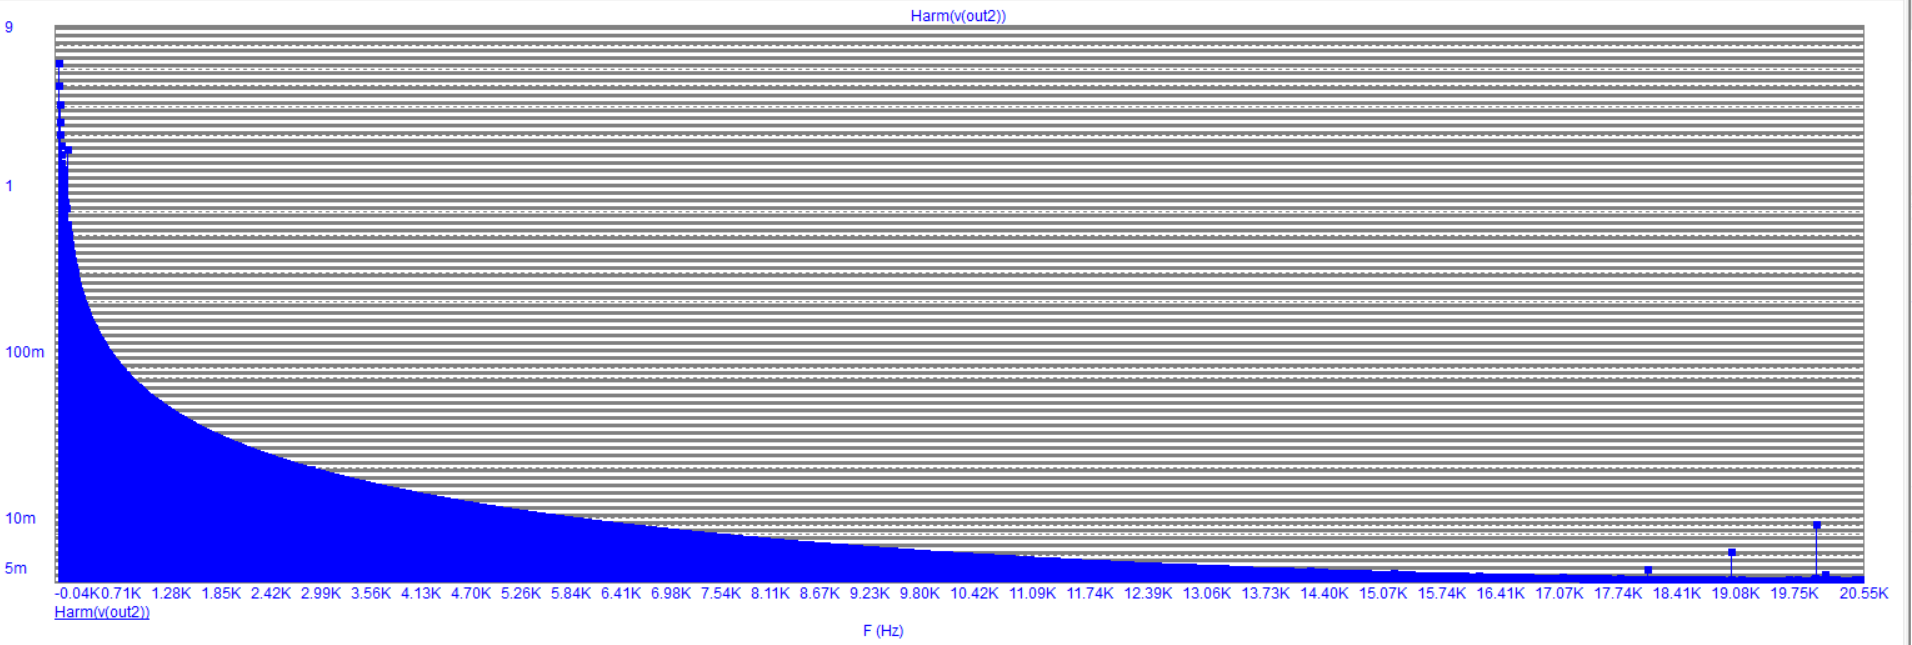 Harm(v(out2))
9
1
100m
10m
5m
-0.04K 0.71K 1.28K 1.85K 2.42K 2.99K 3.56K 4.13K 4.70K 5.26K 5.84K 6.41K 6.98K 7.54K 8.11K 8.67K 9.23K 9.80K 10.42K 11.09K 11.74K 12.39K 13.06K 13.73K 14.40K 15.07K 15.74K 16.41K 17.07K 17.74K 18.41K 19.08K 19.75K 20.55K
Harm(v(out2))
F (Hz)